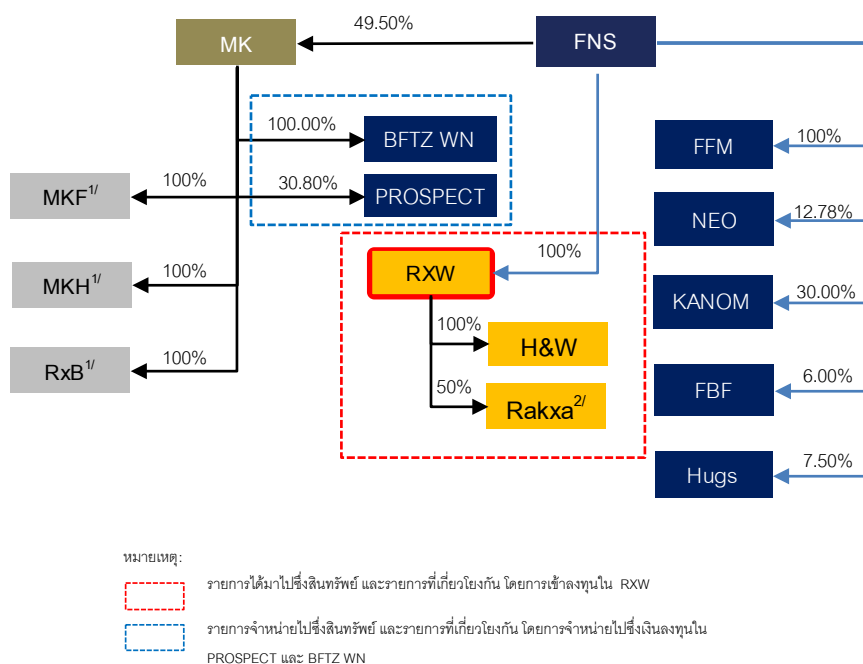 49.50%
MK
FNS
100.00%
BFTZ WN
FFM
100%
100%
30.80%
MKF1/
PROSPECT
NEO
12.78%
100%
RXW
100%
MKH1/
KANOM
30.00%
100%
H&W
100%
RxB1/
50%
Rakxa2/
FBF
6.00%
Hugs
7.50%
หมายเหตุ:
รายการได้มาไปซึ่งสินทรัพย์ และรายการที่เกี่ยวโยงกัน โดยการเข้าลงทุนใน RXW
รายการจำหน่ายไปซึ่งสินทรัพย์ และรายการที่เกี่ยวโยงกัน โดยการจำหน่ายไปซึ่งเงินลงทุนใน
PROSPECT และ BFTZ WN